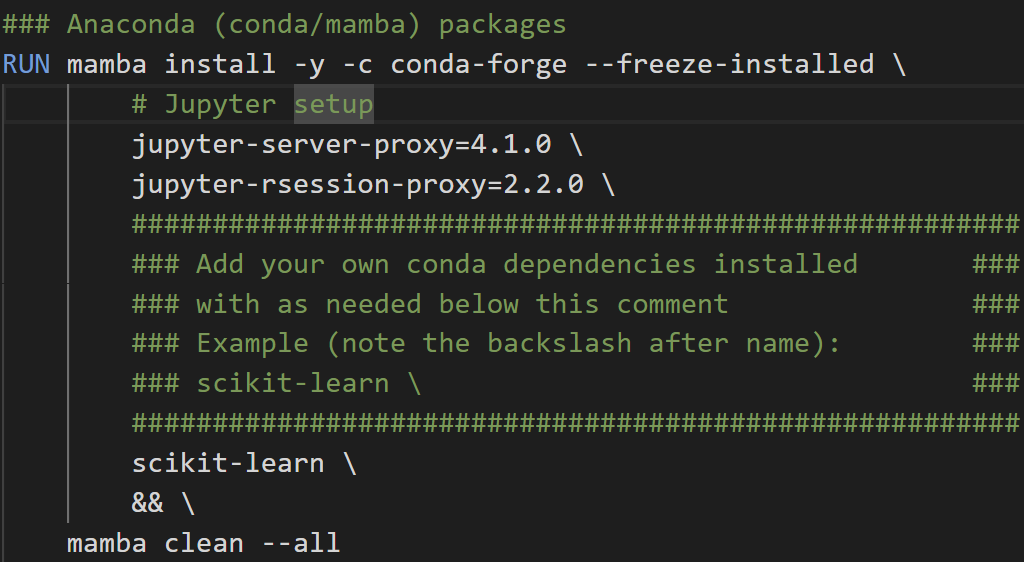 ### Anaconda (conda/mamba) packages
RUN mamba install -y -c conda-forge --freeze-installed \
# Jupyter setup
jupyter-server-proxy=4.1.0 \
jupyter-rsession-proxy=2.2.0 \
#######################################################
### Add your own conda dependencies installed ###
### with as needed below this comment ###
### Example (note the backslash after name): ###
### scikit-learn \ ###
#######################################################
scikit-learn \
&& \
mamba clean --all